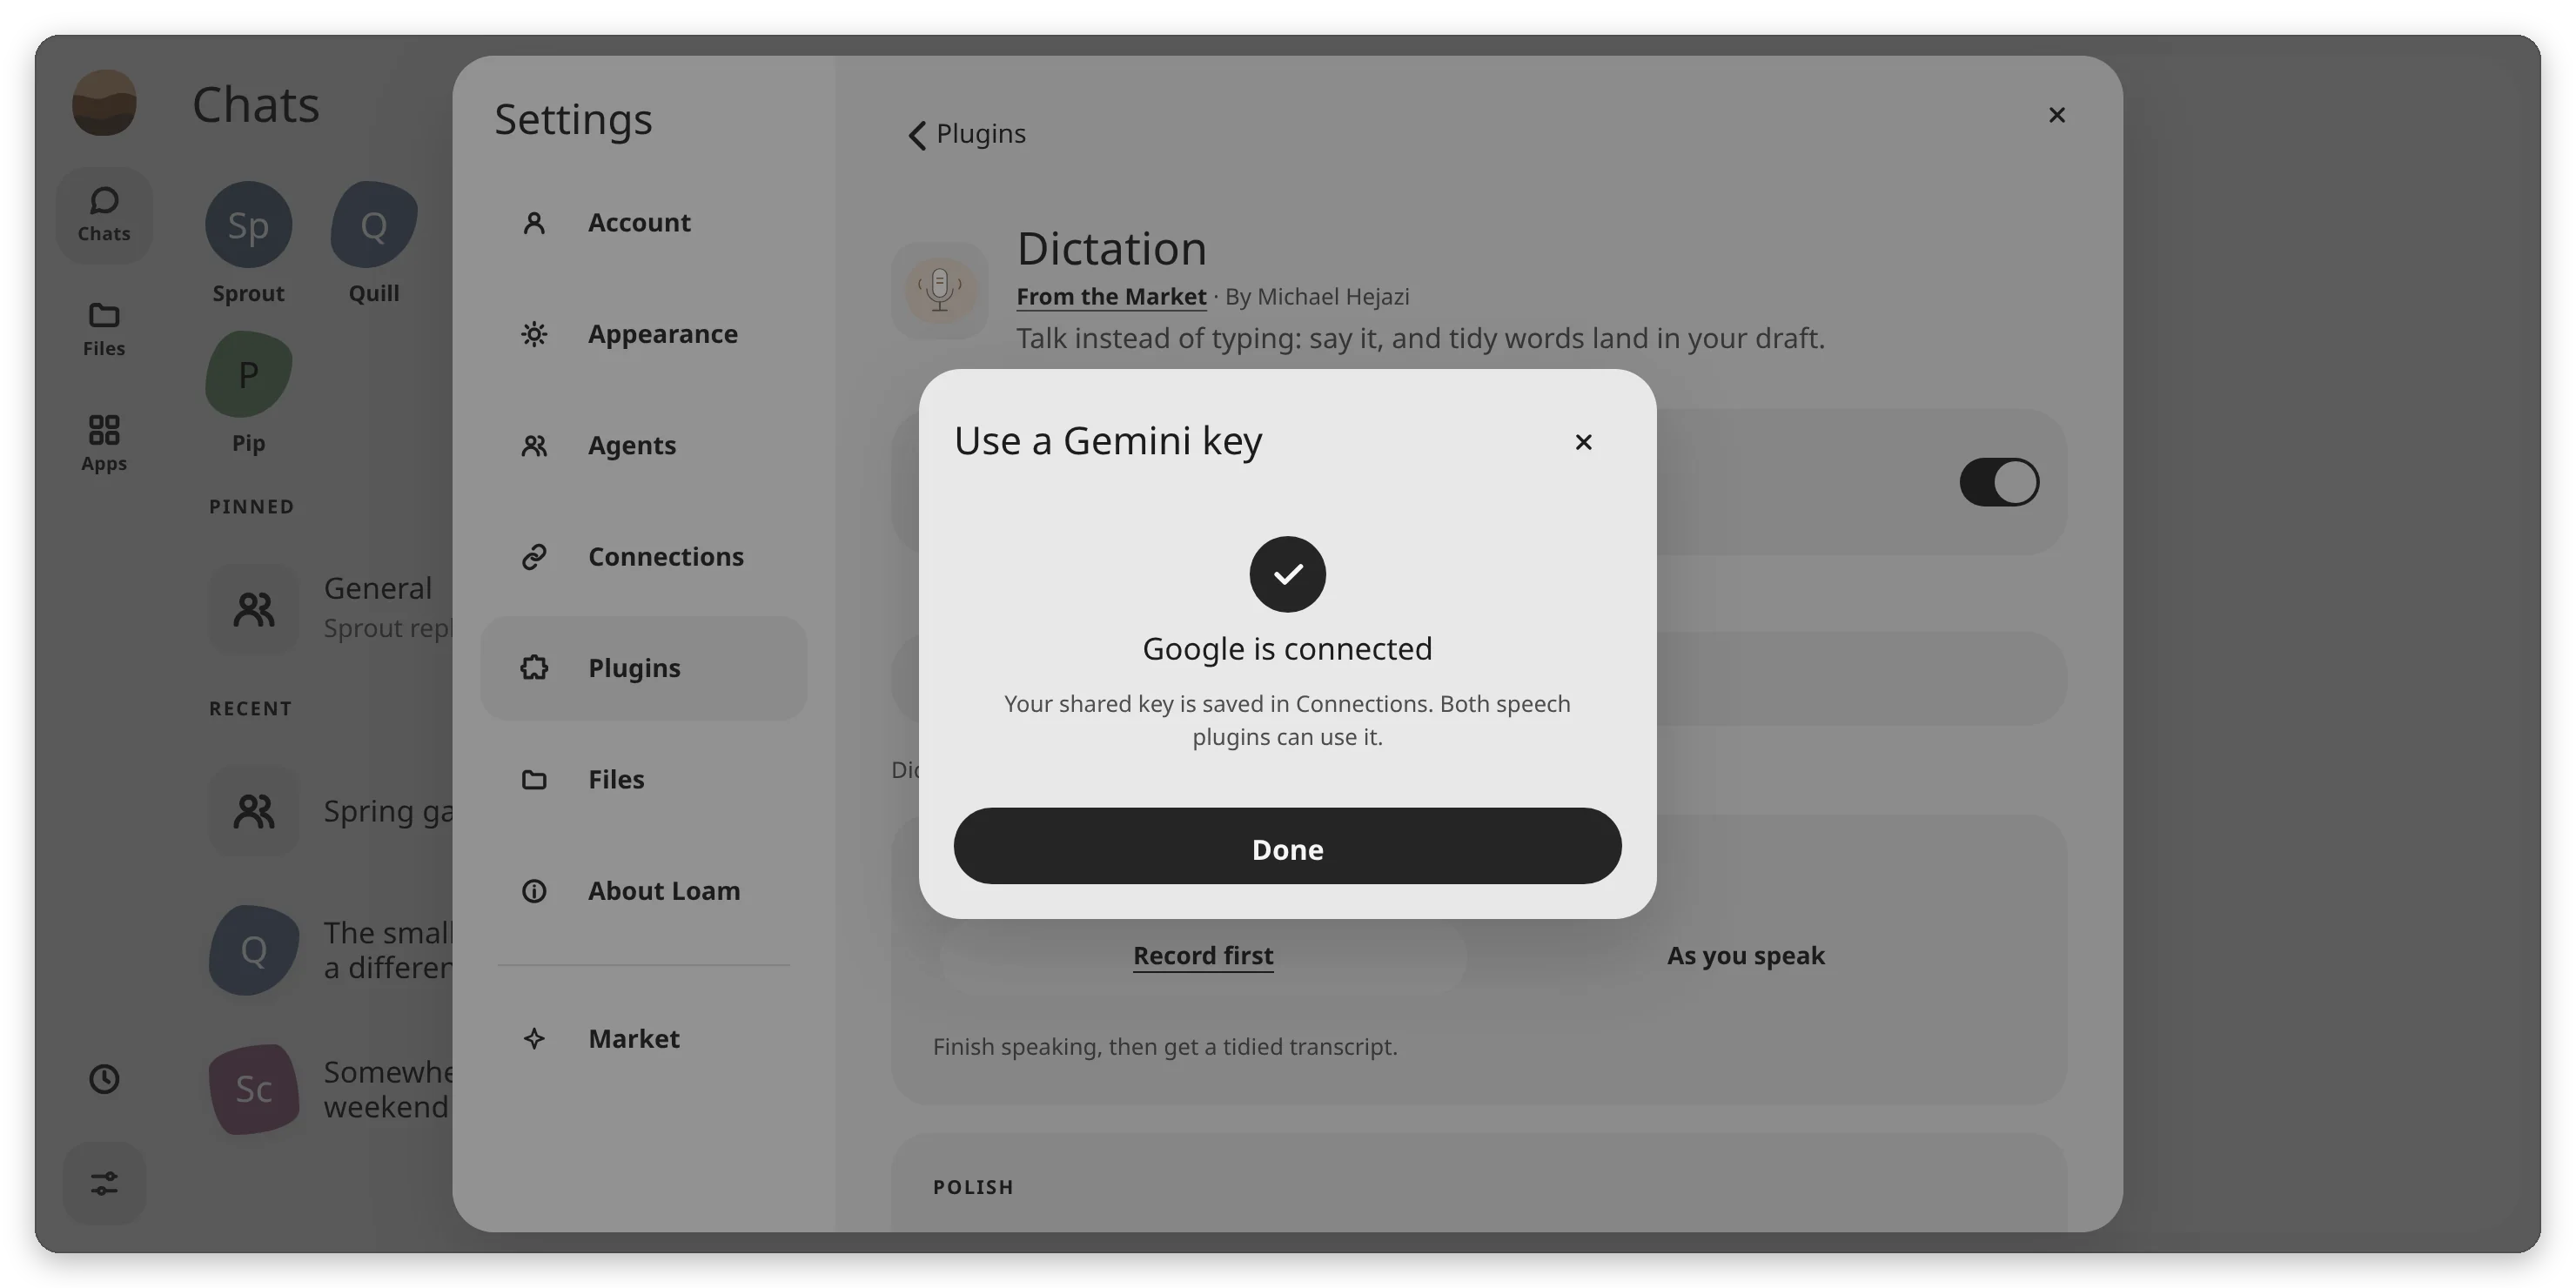 Chats
Chats
Files
Apps
Sp
Sprout
Q
Quill
P
Pip
PINNED
General
Sprout repl
RECENT
Spring ga
Q
The small
a differen
Sc
Somewhe
weekend
Settings
Account
Appearance
Agents
Connections
Plugins
Files
About Loam
Market
Plugins
Dictation
From the Market · By Michael Hejazi
Talk instead of typing: say it, and tidy words land in your draft.
Use a Gemini key
Google is connected
Your shared key is saved in Connections. Both speech
plugins can use it.
Done
Record first
As you speak
Finish speaking, then get a tidied transcript.
POLISH